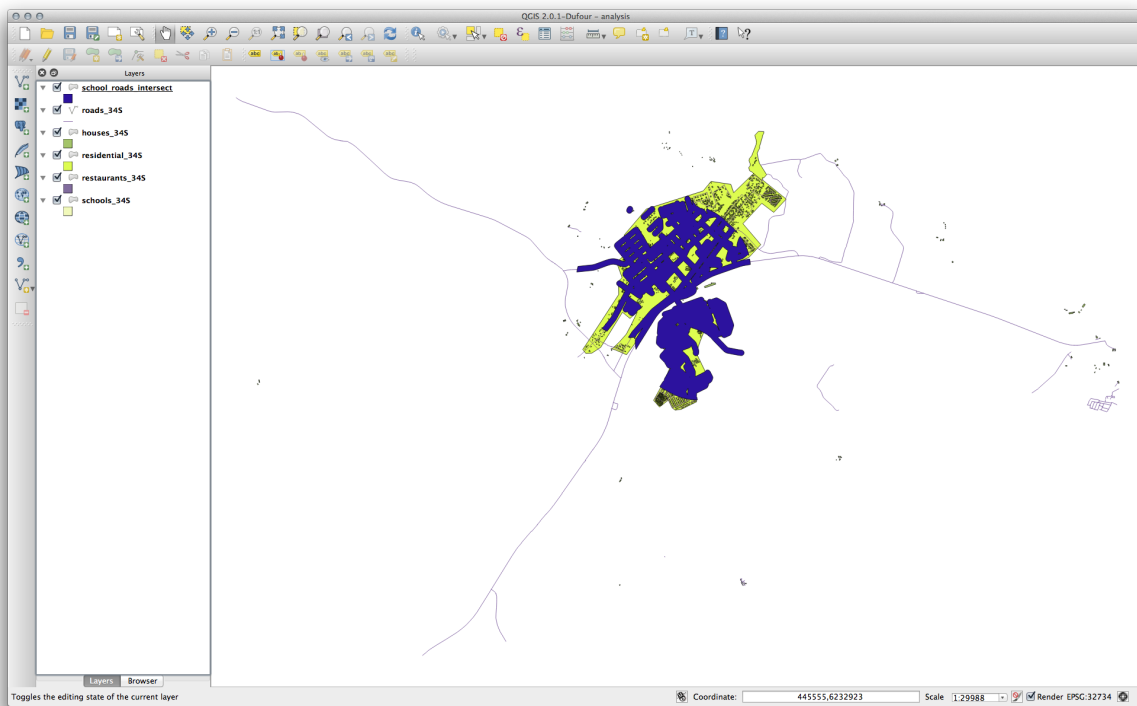 QGIS 2.0.1-Dufour - analysis
Layers
school_roads_intersect
roads_34S
houses_34S
residential_34S
restaurants_34S
schools_34S
Layers Browser
Toggles the editing state of the current layer
Coordinate: 445555,6232923 Scale 1:29988 Render EPSG:32734